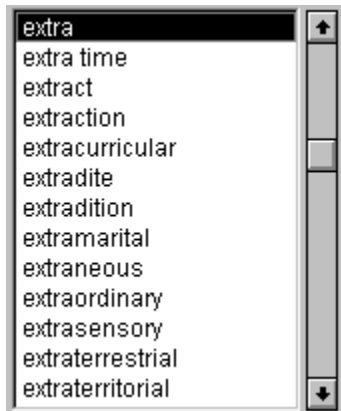 extra
extra time
extract
extraction
extracurricular
extradite
extradition
extramarital
extraneous
extraordinary
extrasensory
extraterrestrial
extraterritorial